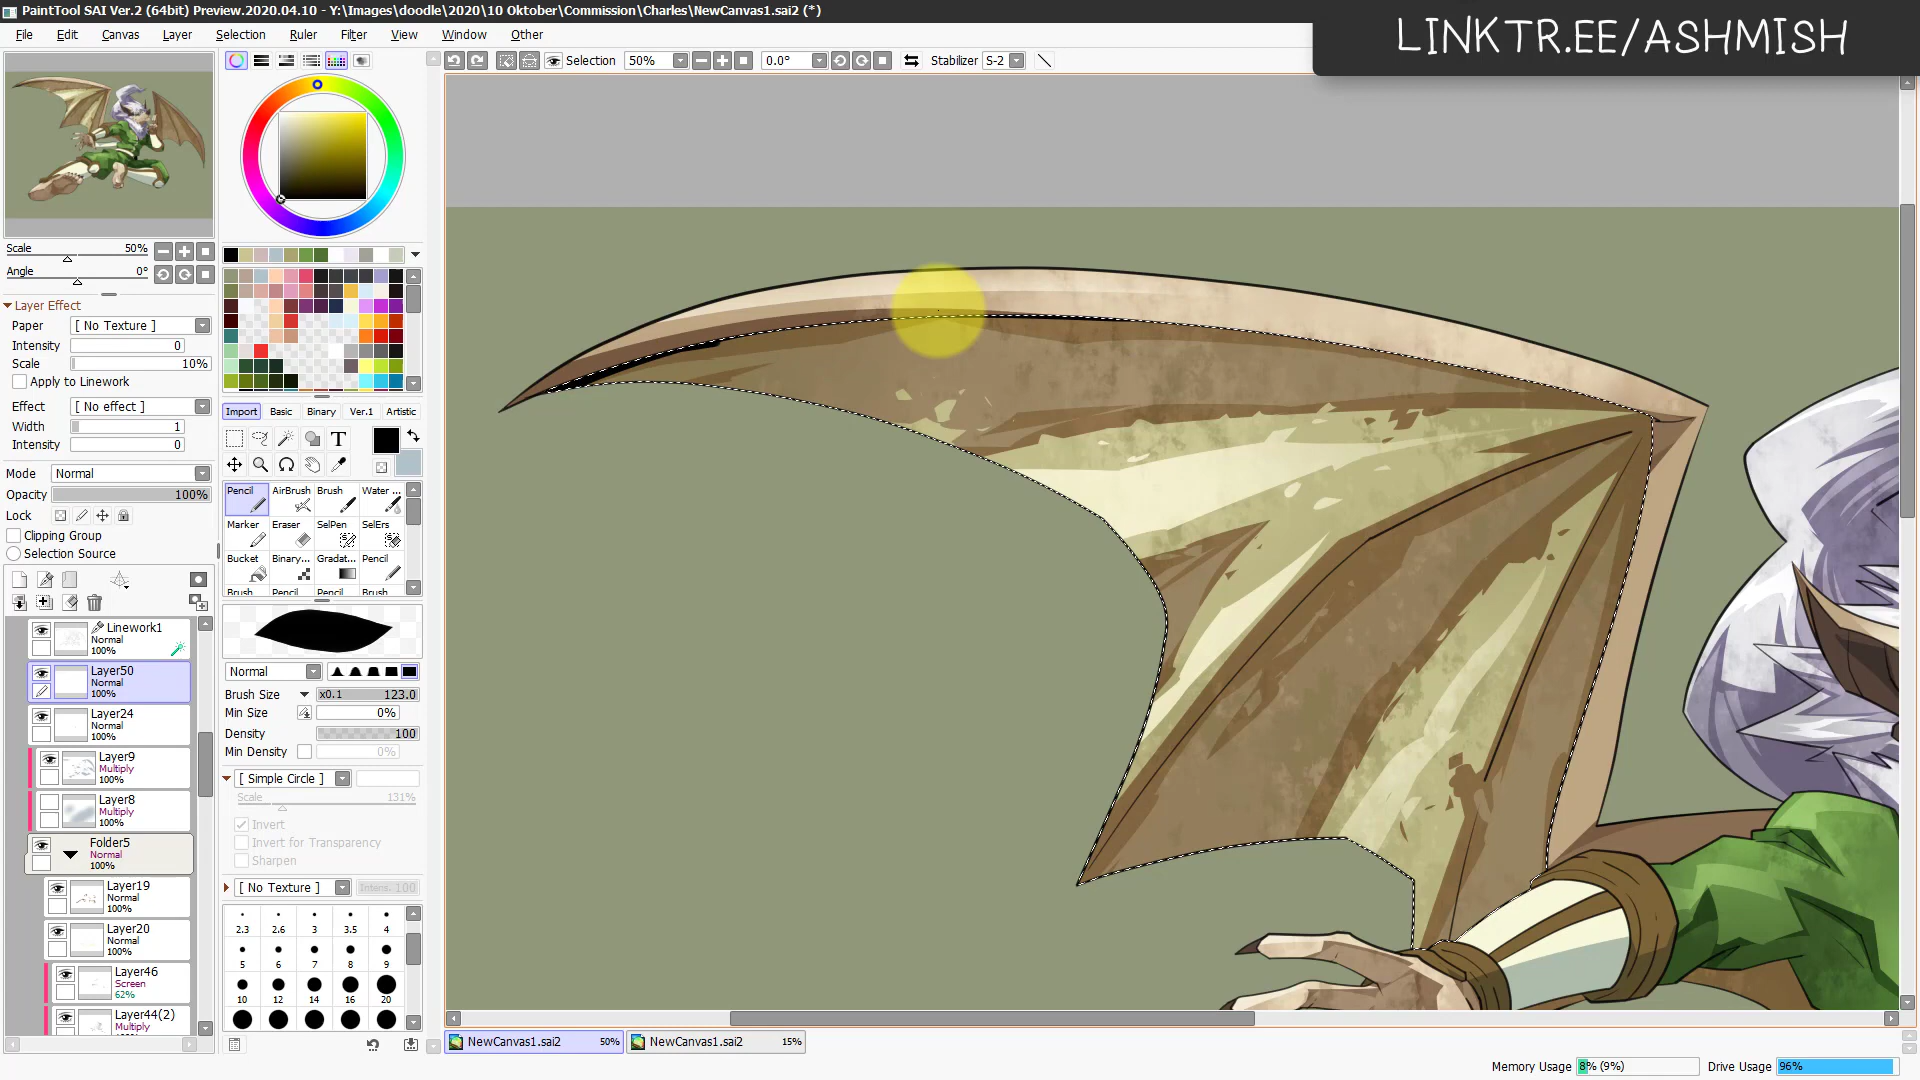 PaintTool SAI Ver.2 (64bit) Preview.2020.04.10 - Y:\Images\doodle\2020\10 Oktober\Commission\Charles\NewCanvas1.sai2 (*)
LINKTR.EE/ASHMISH
File Edit Canvas Layer Selection Ruler Filter View Window Other
Selection 50% 0.0° Stabilizer S-2
Scale 50%
Angle 0°
Layer Effect
Paper [ No Texture ]
Intensity 0
Scale 10%
Apply to Linework
Effect [ No effect ]
Width 1
Intensity 0
Mode Normal
Opacity 100%
Lock
Clipping Group
Selection Source
Linework1
Normal
100%
Layer50
Normal
100%
Layer24
Normal
100%
Layer9
Multiply
100%
Layer8
Multiply
100%
Folder5
Normal
100%
Layer19
Normal
100%
Layer20
Normal
100%
Layer46
Screen
62%
Layer44(2)
Multiply
Import Basic Binary Ver.1 Artistic
T
Pencil AirBrush Brush Water ...
Marker Eraser SelPen SelErs
Bucket Binary... Gradat... Pencil
Brush Pencil Pencil Brush
Normal
Brush Size x0.1 123.0
Min Size 0%
Density 100
Min Density 0%
[ Simple Circle ]
Scale 131%
Invert
Invert for Transparency
Sharpen
[ No Texture ] Intens. 100
2.3 2.6 3 3.5 4
5 6 7 8 9
10 12 14 16 20
NewCanvas1.sai2 50% NewCanvas1.sai2 15%
Memory Usage 8% (9%) Drive Usage 96%